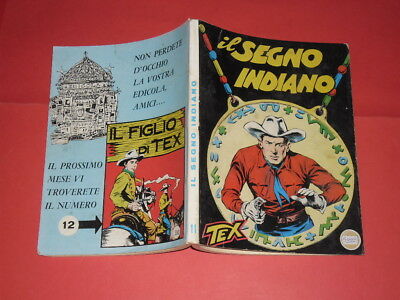 NON PERDETE
D'OCCHIO
LA VOSTRA
EDICOLA,
AMICI...
IL FIGLIO
DI TEX
IL PROSSIMO
MESE VI
TROVERETE
IL NUMERO
12
IL SEGNO INDIANO
11
il SEGNO
INDIANO
TEX